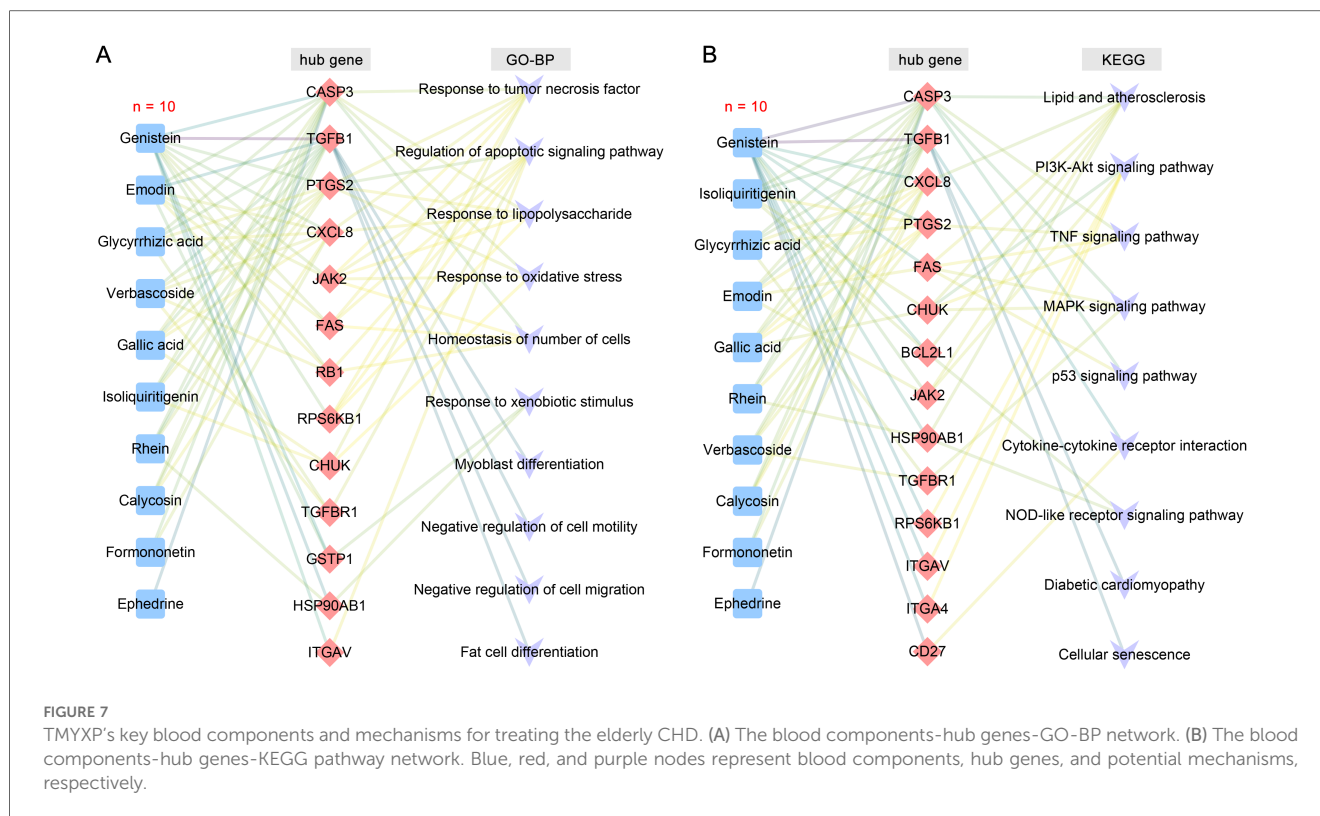 A
hub gene
GO-BP
n = 10
Genistein
Emodin
Glycyrrhizic acid
Verbascoside
Gallic acid
Isoliquiritigenin
Rhein
Calycosin
Formononetin
Ephedrine
CASP3
TGFB1
PTGS2
CXCL8
JAK2
FAS
RB1
RPS6KB1
CHUK
TGFBR1
GSTP1
HSP90AB1
ITGAV
Response to tumor necrosis factor
Regulation of apoptotic signaling pathway
Response to lipopolysaccharide
Response to oxidative stress
Homeostasis of number of cells
Response to xenobiotic stimulus
Myoblast differentiation
Negative regulation of cell motility
Negative regulation of cell migration
Fat cell differentiation
B
hub gene
KEGG
n = 10
Genistein
Isoliquiritigenin
Glycyrrhizic acid
Emodin
Gallic acid
Rhein
Verbascoside
Calycosin
Formononetin
Ephedrine
CASP3
TGFB1
CXCL8
PTGS2
FAS
CHUK
BCL2L1
JAK2
HSP90AB1
TGFBR1
RPS6KB1
ITGAV
ITGA4
CD27
Lipid and atherosclerosis
PI3K-Akt signaling pathway
TNF signaling pathway
MAPK signaling pathway
p53 signaling pathway
Cytokine-cytokine receptor interaction
NOD-like receptor signaling pathway
Diabetic cardiomyopathy
Cellular senescence
FIGURE 7
TMYXP's key blood components and mechanisms for treating the elderly CHD. (A) The blood components-hub genes-GO-BP network. (B) The blood
components-hub genes-KEGG pathway network. Blue, red, and purple nodes represent blood components, hub genes, and potential mechanisms,
respectively.